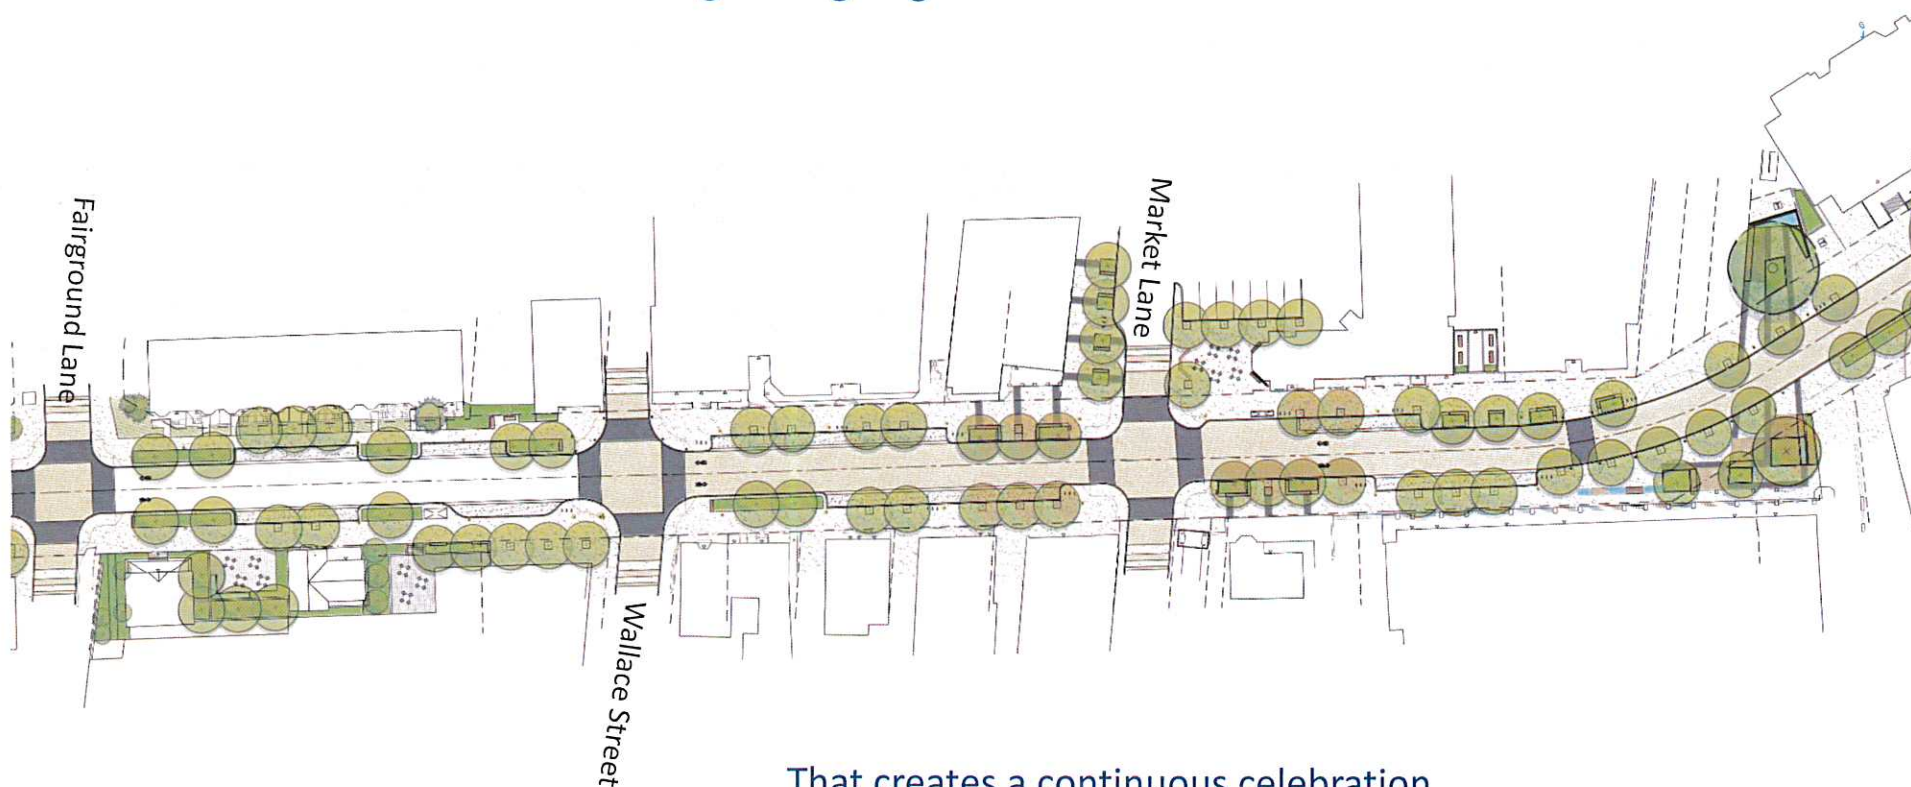 Fairground Lane
Market Lane
Wallace Street
That creates a continuous celebration